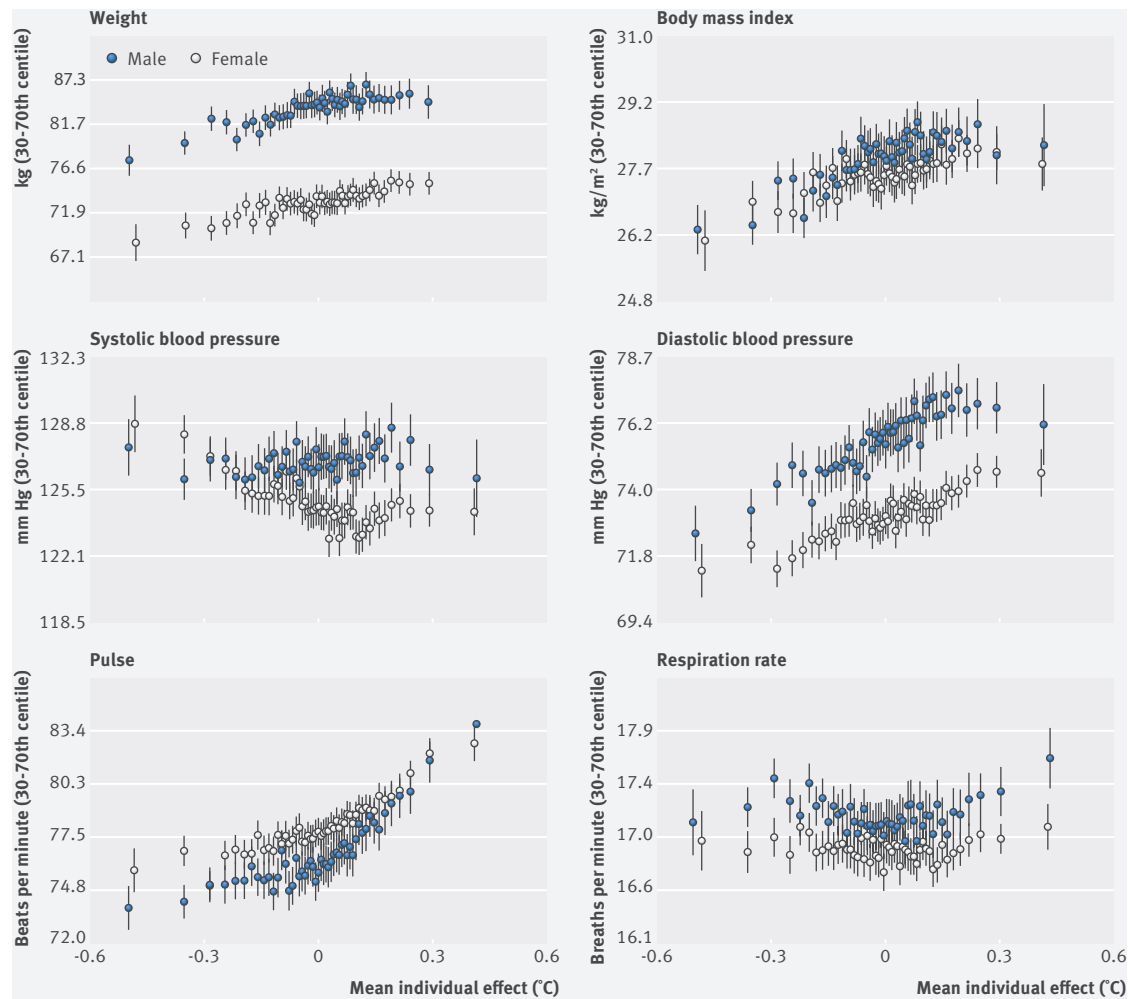 Weight
kg (30-70th centile)
87.3
81.7
76.6
71.9
67.1
Male
Female
Body mass index
kg/m² (30-70th centile)
31.0
29.2
27.7
26.2
24.8
Systolic blood pressure
mm Hg (30-70th centile)
132.3
128.8
125.5
122.1
118.5
Diastolic blood pressure
mm Hg (30-70th centile)
78.7
76.2
74.0
71.8
69.4
Pulse
Beats per minute (30-70th centile)
83.4
80.3
77.5
74.8
72.0
-0.6
-0.3
0
0.3
0.6
Mean individual effect (°C)
Respiration rate
Breaths per minute (30-70th centile)
17.9
17.4
17.0
16.6
16.1
-0.6
-0.3
0
0.3
0.6
Mean individual effect (°C)